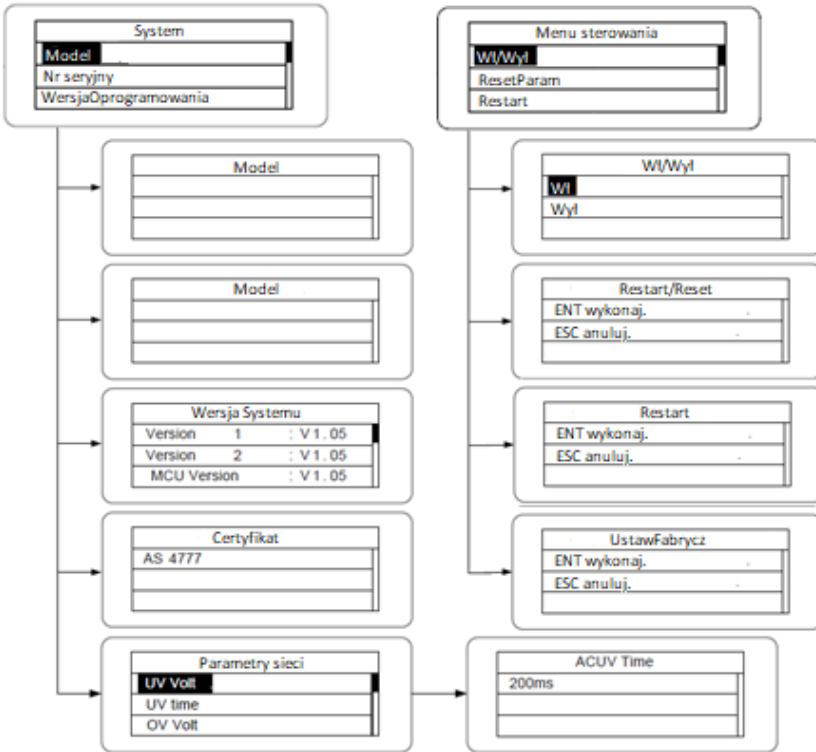 System
Model
Nr seryjny
WersjaOprogramowania
Model
Model
Wersja Systemu
Version 1 : V1.05
Version 2 : V1.05
MCU Version : V1.05
Certyfikat
AS 4777
Parametry sieci
UV Volt
UV time
OV Volt
ACUV Time
200ms
Menu sterowania
Wł/Wył
ResetParam
Restart
Wł/Wył
Wł
Wył
Restart/Reset
ENT wykonaj.
ESC anuluj.
Restart
ENT wykonaj.
ESC anuluj.
UstawFabrycz
ENT wykonaj.
ESC anuluj.